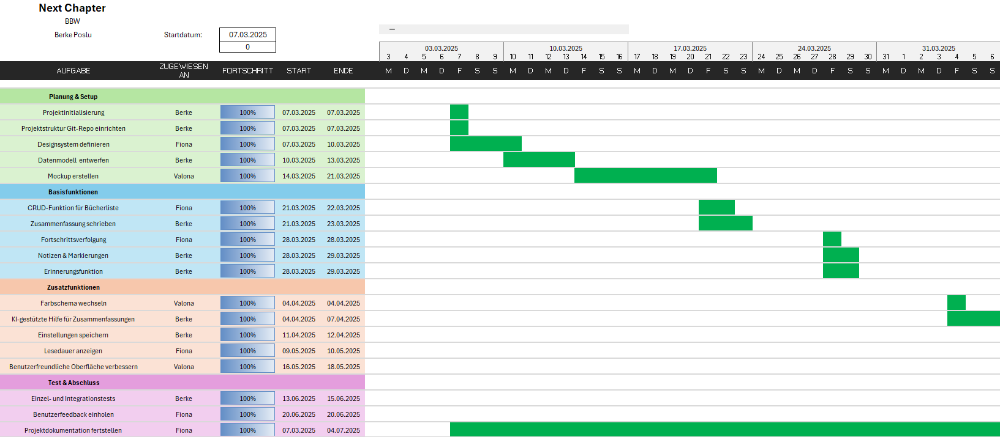 Next Chapter
BBW
Berke Poslu Startdatum: 07.03.2025
0
03.03.2025 10.03.2025 17.03.2025 24.03.2025 31.03.2025
3 4 5 6 7 8 9 10 11 12 13 14 15 16 17 18 19 20 21 22 23 24 25 26 27 28 29 30 31 1 2 3 4 5 6
AUFGABE ZUGEWIESEN AN FORTSCHRITT START ENDE M D M D F S S M D M D F S S M D M D F S S M D M D F S S M D M D F S S
Planung & Setup
Projektinitialisierung Berke 100% 07.03.2025 07.03.2025
Projektstruktur Git-Repo einrichten Berke 100% 07.03.2025 07.03.2025
Designsystem definieren Fiona 100% 07.03.2025 10.03.2025
Datenmodell entwerfen Berke 100% 10.03.2025 13.03.2025
Mockup erstellen Valona 100% 14.03.2025 21.03.2025
Basisfunktionen
CRUD-Funktion für Bücherliste Fiona 100% 21.03.2025 22.03.2025
Zusammenfassung schrieben Berke 100% 21.03.2025 23.03.2025
Fortschrittsverfolgung Fiona 100% 28.03.2025 28.03.2025
Notizen & Markierungen Berke 100% 28.03.2025 29.03.2025
Erinnerungsfunktion Berke 100% 28.03.2025 29.03.2025
Zusatzfunktionen
Farbschema wechseln Valona 100% 04.04.2025 04.04.2025
KI-gestützte Hilfe für Zusammenfassungen Berke 100% 04.04.2025 07.04.2025
Einstellungen speichern Berke 100% 11.04.2025 12.04.2025
Lesedauer anzeigen Fiona 100% 09.05.2025 10.05.2025
Benutzerfreundliche Oberfläche verbessern Valona 100% 16.05.2025 18.05.2025
Test & Abschluss
Einzel- und Integrationstests Berke 100% 13.06.2025 15.06.2025
Benutzerfeedback einholen Fiona 100% 20.06.2025 20.06.2025
Projektdokumentation fertstellen Fiona 100% 07.03.2025 04.07.2025